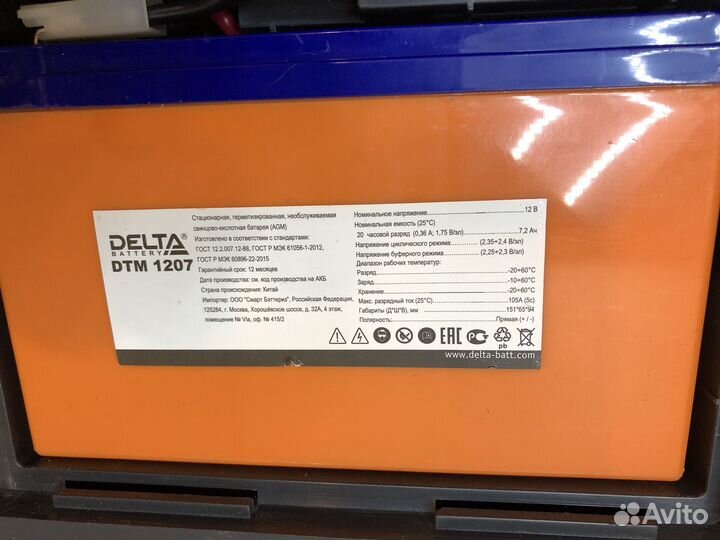 DELTA
BATTERY
DTM 1207
Стационарная, герметизированная, необслуживаемая
свинцово-кислотная батарея (AGM)
Изготовлено в соответствии с стандартами:
ГОСТ 12.2.007.12-88, ГОСТ Р МЭК 61056-1-2012,
ГОСТ Р МЭК 60896-22-2015
Гарантийный срок: 12 месяцев
Дата производства: см. код производства на АКБ
Страна происхождения: Китай
Импортер: ООО "Смарт Бэттериз", Российская Федерация,
125284, г. Москва, Хорошёвское шоссе, д. 32А, 4 этаж,
помещение № VIa, оф. № 415/2
Номинальное напряжение 12 В
Номинальная емкость (25°С)
20 часовой разряд (0,36 А; 1,75 В/эл) 7,2 Ач
Напряжение циклического режима (2,35÷2,4 В/эл)
Напряжение буферного режима (2,25÷2,3 В/эл)
Диапазон рабочих температур:
Разряд -20÷60°С
Заряд -10÷60°С
Хранение -20÷60°С
Макс. разрядный ток (25°С) 105А (5с)
Габариты (Д*Ш*В), мм 151*65*94
Полярность Прямая (+ / -)
EAC
pb
www.delta-batt.com
Avito